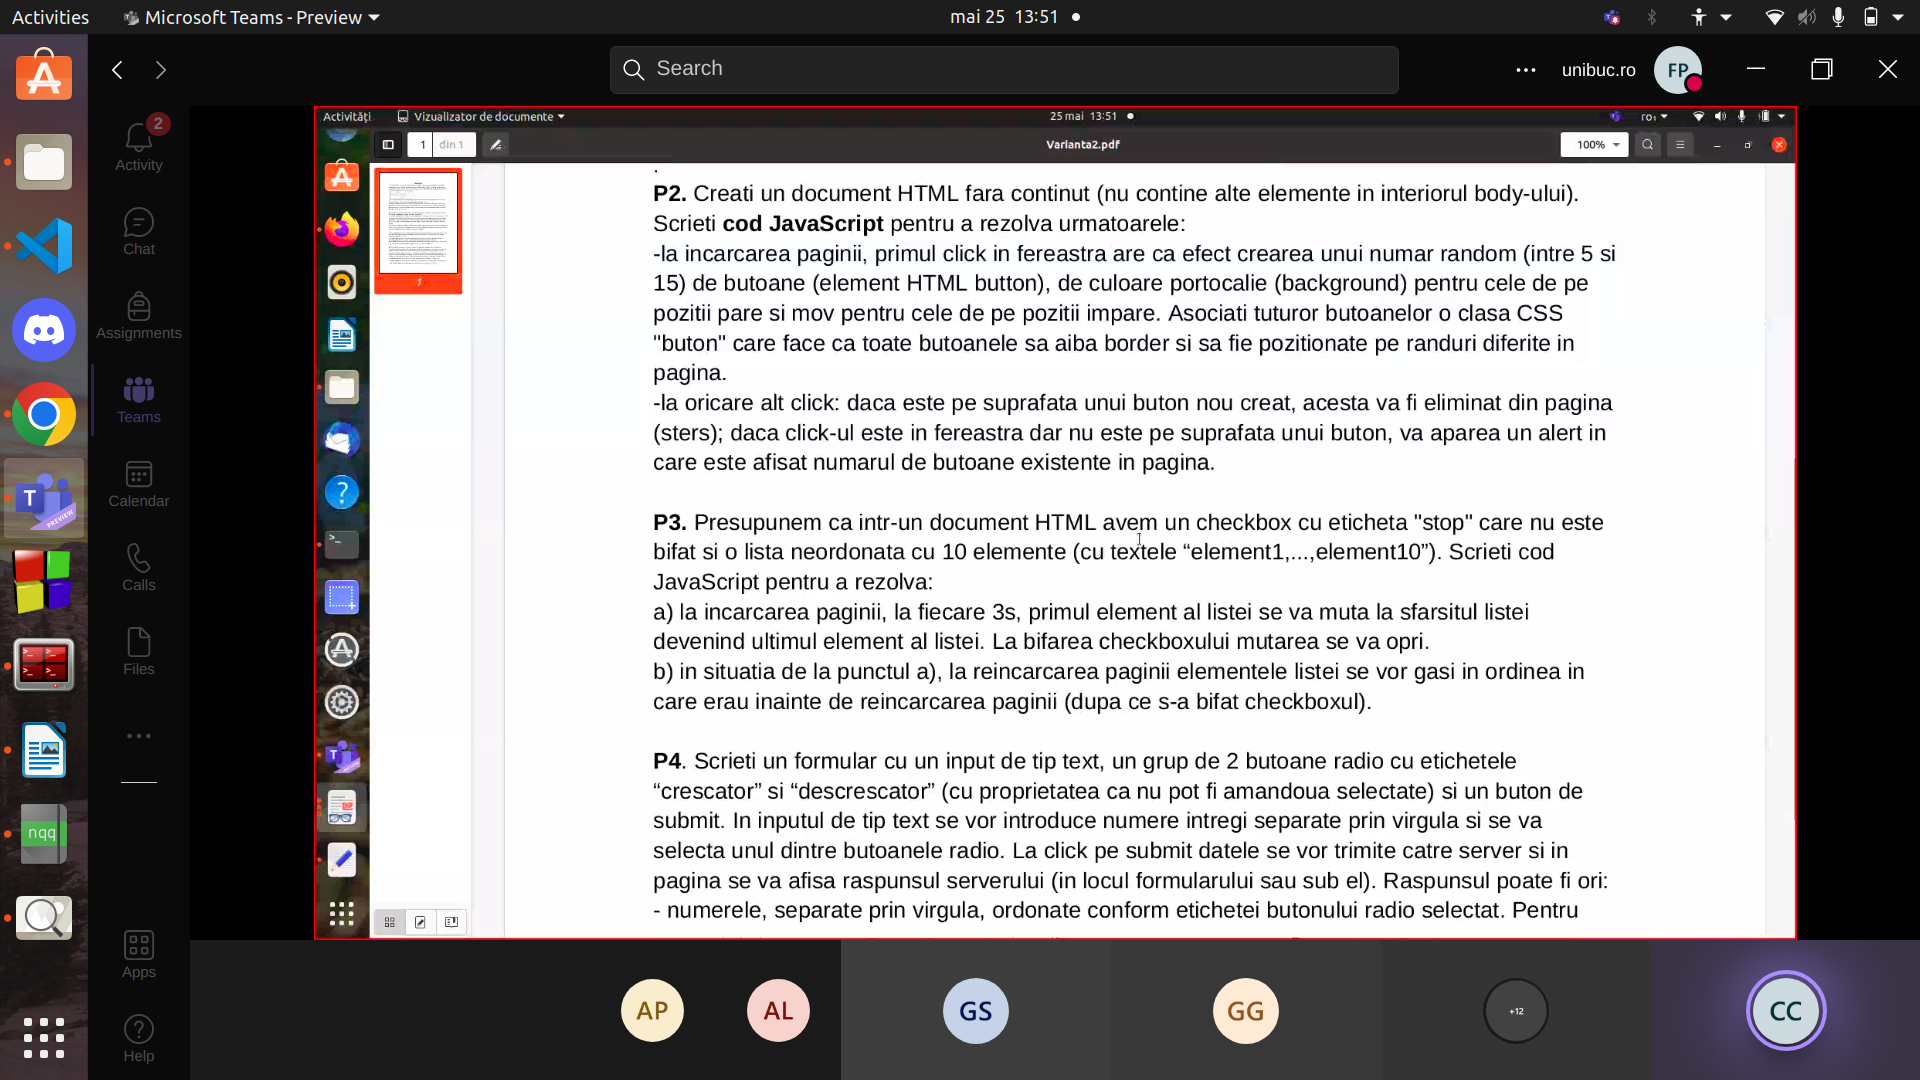 Activities
Microsoft Teams - Preview
mai 25 13:51
Search
unibuc.ro
FP
2
Activity
Chat
Assignments
Teams
Calendar
Calls
Files
Apps
Help
T
PREVIEW
nqq
Activităţi
Vizualizator de documente
25 mai 13:51
ro₁
1
din 1
Varianta2.pdf
100%
P2. Creati un document HTML fara continut (nu contine alte elemente in interiorul body-ului).
Scrieti cod JavaScript pentru a rezolva urmatoarele:
-la incarcarea paginii, primul click in fereastra are ca efect crearea unui numar random (intre 5 si
15) de butoane (element HTML button), de culoare portocalie (background) pentru cele de pe
pozitii pare si mov pentru cele de pe pozitii impare. Asociati tuturor butoanelor o clasa CSS
"buton" care face ca toate butoanele sa aiba border si sa fie pozitionate pe randuri diferite in
pagina.
-la oricare alt click: daca este pe suprafata unui buton nou creat, acesta va fi eliminat din pagina
(sters); daca click-ul este in fereastra dar nu este pe suprafata unui buton, va aparea un alert in
care este afisat numarul de butoane existente in pagina.
P3. Presupunem ca intr-un document HTML avem un checkbox cu eticheta "stop" care nu este
bifat si o lista neordonata cu 10 elemente (cu textele “element1,...,element10”). Scrieti cod
JavaScript pentru a rezolva:
a) la incarcarea paginii, la fiecare 3s, primul element al listei se va muta la sfarsitul listei
devenind ultimul element al listei. La bifarea checkboxului mutarea se va opri.
b) in situatia de la punctul a), la reincarcarea paginii elementele listei se vor gasi in ordinea in
care erau inainte de reincarcarea paginii (dupa ce s-a bifat checkboxul).
P4. Scrieti un formular cu un input de tip text, un grup de 2 butoane radio cu etichetele
“crescator” si “descrescator” (cu proprietatea ca nu pot fi amandoua selectate) si un buton de
submit. In inputul de tip text se vor introduce numere intregi separate prin virgula si se va
selecta unul dintre butoanele radio. La click pe submit datele se vor trimite catre server si in
pagina se va afisa raspunsul serverului (in locul formularului sau sub el). Raspunsul poate fi ori:
- numerele, separate prin virgula, ordonate conform etichetei butonului radio selectat. Pentru
AP
AL
GS
GG
+12
CC